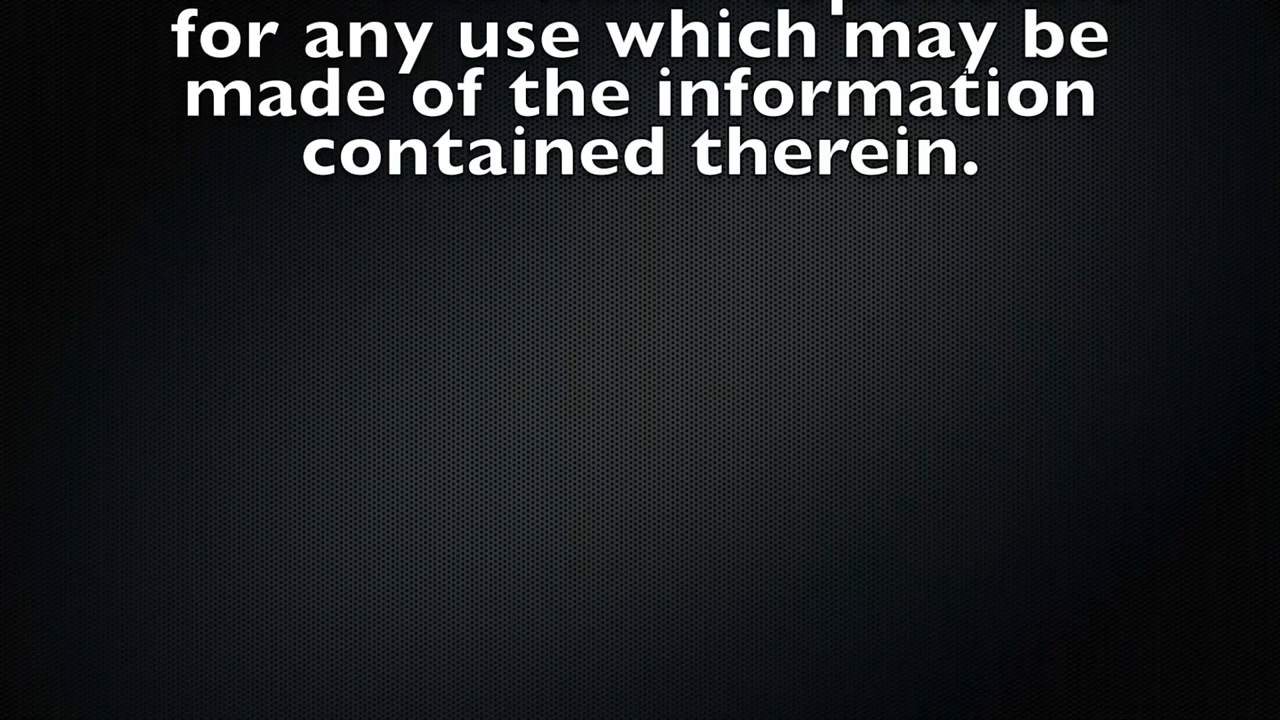 for any use which may be
made of the information
contained therein.